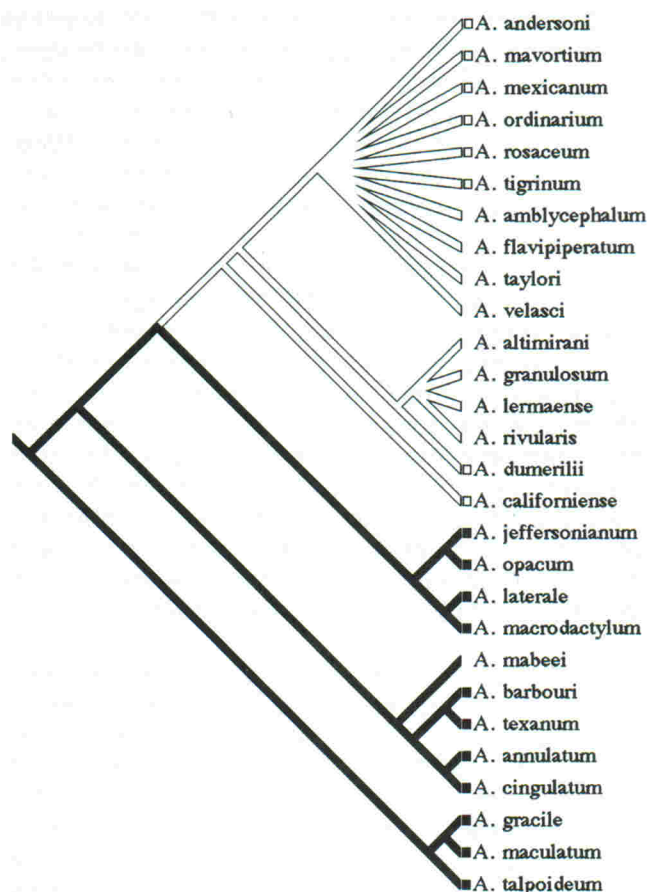 A. andersoni
A. mavortium
A. mexicanum
A. ordinarium
A. rosaceum
A. tigrinum
A. amblycephalum
A. flavipiperatum
A. taylori
A. velasci
A. altimirani
A. granulosum
A. lermaense
A. rivularis
A. dumerilii
A. californiense
A. jeffersonianum
A. opacum
A. laterale
A. macrodactylum
A. mabeei
A. barbouri
A. texanum
A. annulatum
A. cingulatum
A. gracile
A. maculatum
A. talpoideum